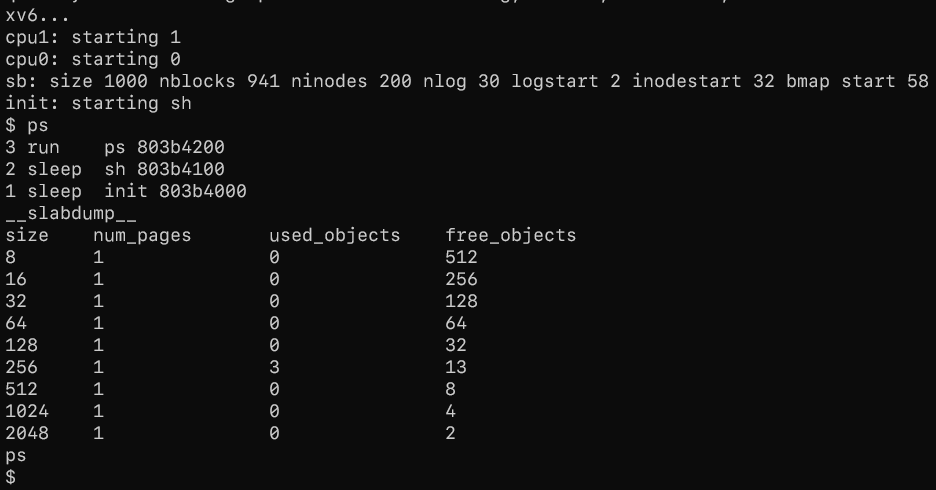 xv6...
cpu1: starting 1
cpu0: starting 0
sb: size 1000 nblocks 941 ninodes 200 nlog 30 logstart 2 inodestart 32 bmap start 58
init: starting sh
$ ps
3 run    ps 803b4200
2 sleep  sh 803b4100
1 sleep  init 803b4000
__slabdump__
size    num_pages       used_objects    free_objects
8       1               0               512
16      1               0               256
32      1               0               128
64      1               0               64
128     1               0               32
256     1               3               13
512     1               0               8
1024    1               0               4
2048    1               0               2
ps
$